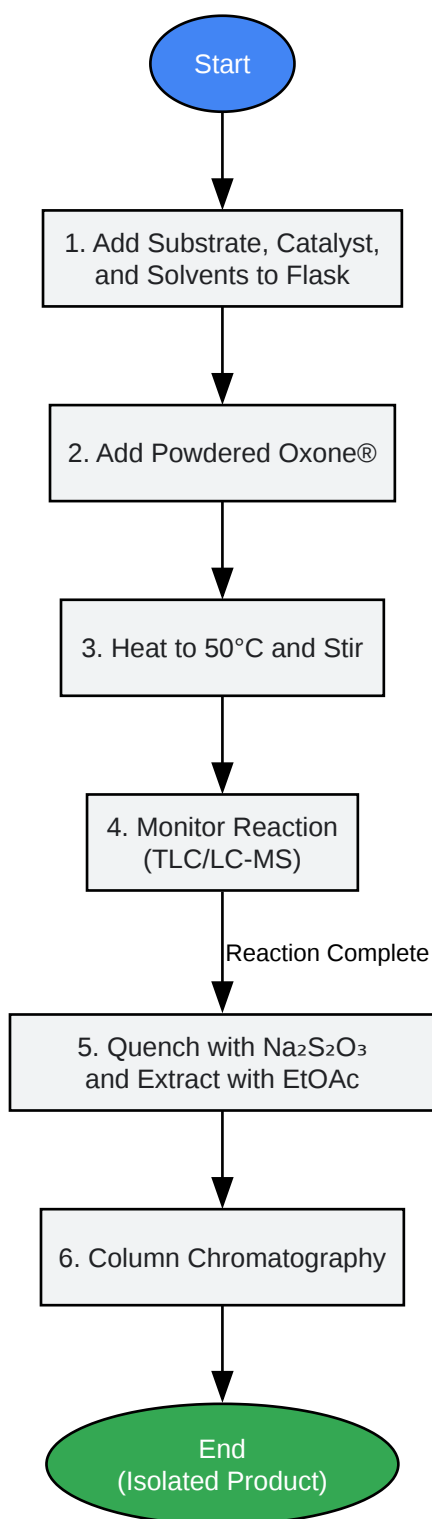 Start
1. Add Substrate, Catalyst,
and Solvents to Flask
2. Add Powdered Oxone®
3. Heat to 50°C and Stir
4. Monitor Reaction
(TLC/LC-MS)
Reaction Complete
5. Quench with Na₂S₂O₃
and Extract with EtOAc
6. Column Chromatography
End
(Isolated Product)